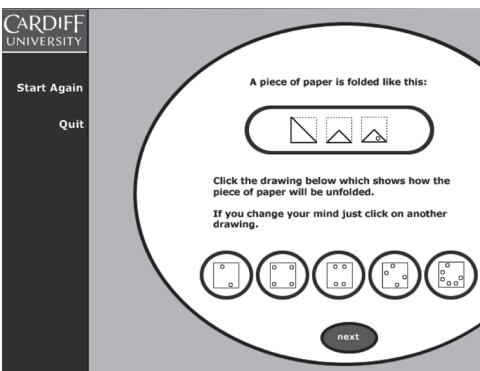 CARDIFF
UNIVERSITY
Start Again
Quit
A piece of paper is folded like this:
Click the drawing below which shows how the
piece of paper will be unfolded.
If you change your mind just click on another
drawing.
next